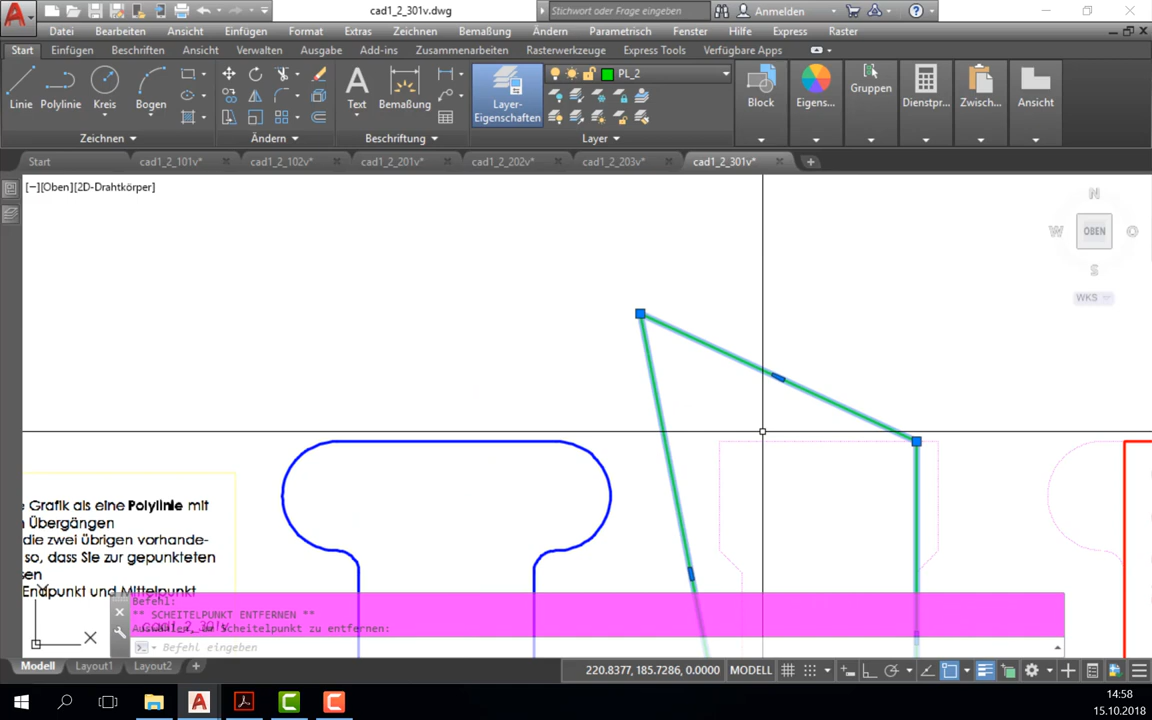 A
cad1_2_301v.dwg
Stichwort oder Frage eingeben
Anmelden
Datei Bearbeiten Ansicht Einfügen Format Extras Zeichnen Bemaßung Ändern Parametrisch Fenster Hilfe Express Raster
Start Einfügen Beschriften Ansicht Verwalten Ausgabe Add-ins Zusammenarbeiten Rasterwerkzeuge Express Tools Verfügbare Apps
PL_2
Linie Polylinie Kreis Bogen Text Bemaßung Layer-
Eigenschaften
Block Eigens... Gruppen Dienstpr... Zwisch... Ansicht
Zeichnen Ändern Beschriftung Layer
Start cad1_2_101v* cad1_2_102v* cad1_2_201v* cad1_2_202v* cad1_2_203v* cad1_2_301v*
[−][Oben][2D-Drahtkörper]
N
W OBEN O
S
WKS
e Grafik als eine Polylinie mit
n Übergängen
die zwei übrigen vorhande-
so, dass Sie zur gepunkteten
sen
Endpunkt und Mittelpunkt
Befehl:
** SCHEITELPUNKT ENTFERNEN **
cad1_2_301v
Auswählen, um Scheitelpunkt zu entfernen:
Befehl eingeben
Modell Layout1 Layout2
220.8377, 185.7286, 0.0000 MODELL
14:58
15.10.2018